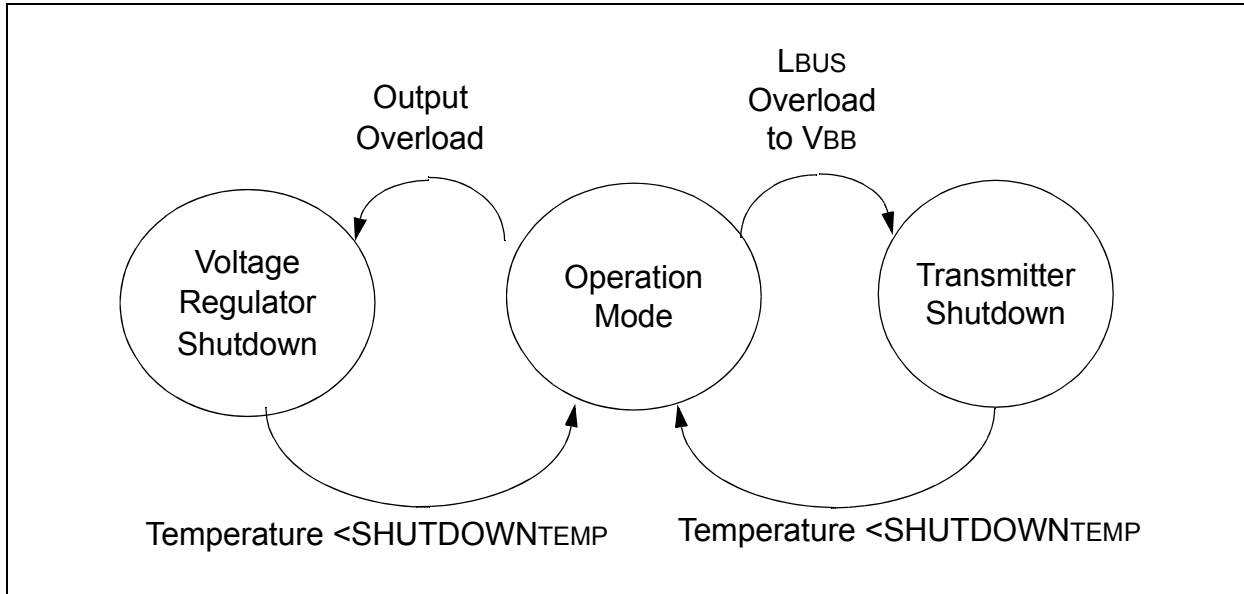 Output
Overload
LBUS
Overload
to VBB
Voltage
Regulator
Shutdown
Operation
Mode
Transmitter
Shutdown
Temperature <SHUTDOWNTEMP
Temperature <SHUTDOWNTEMP